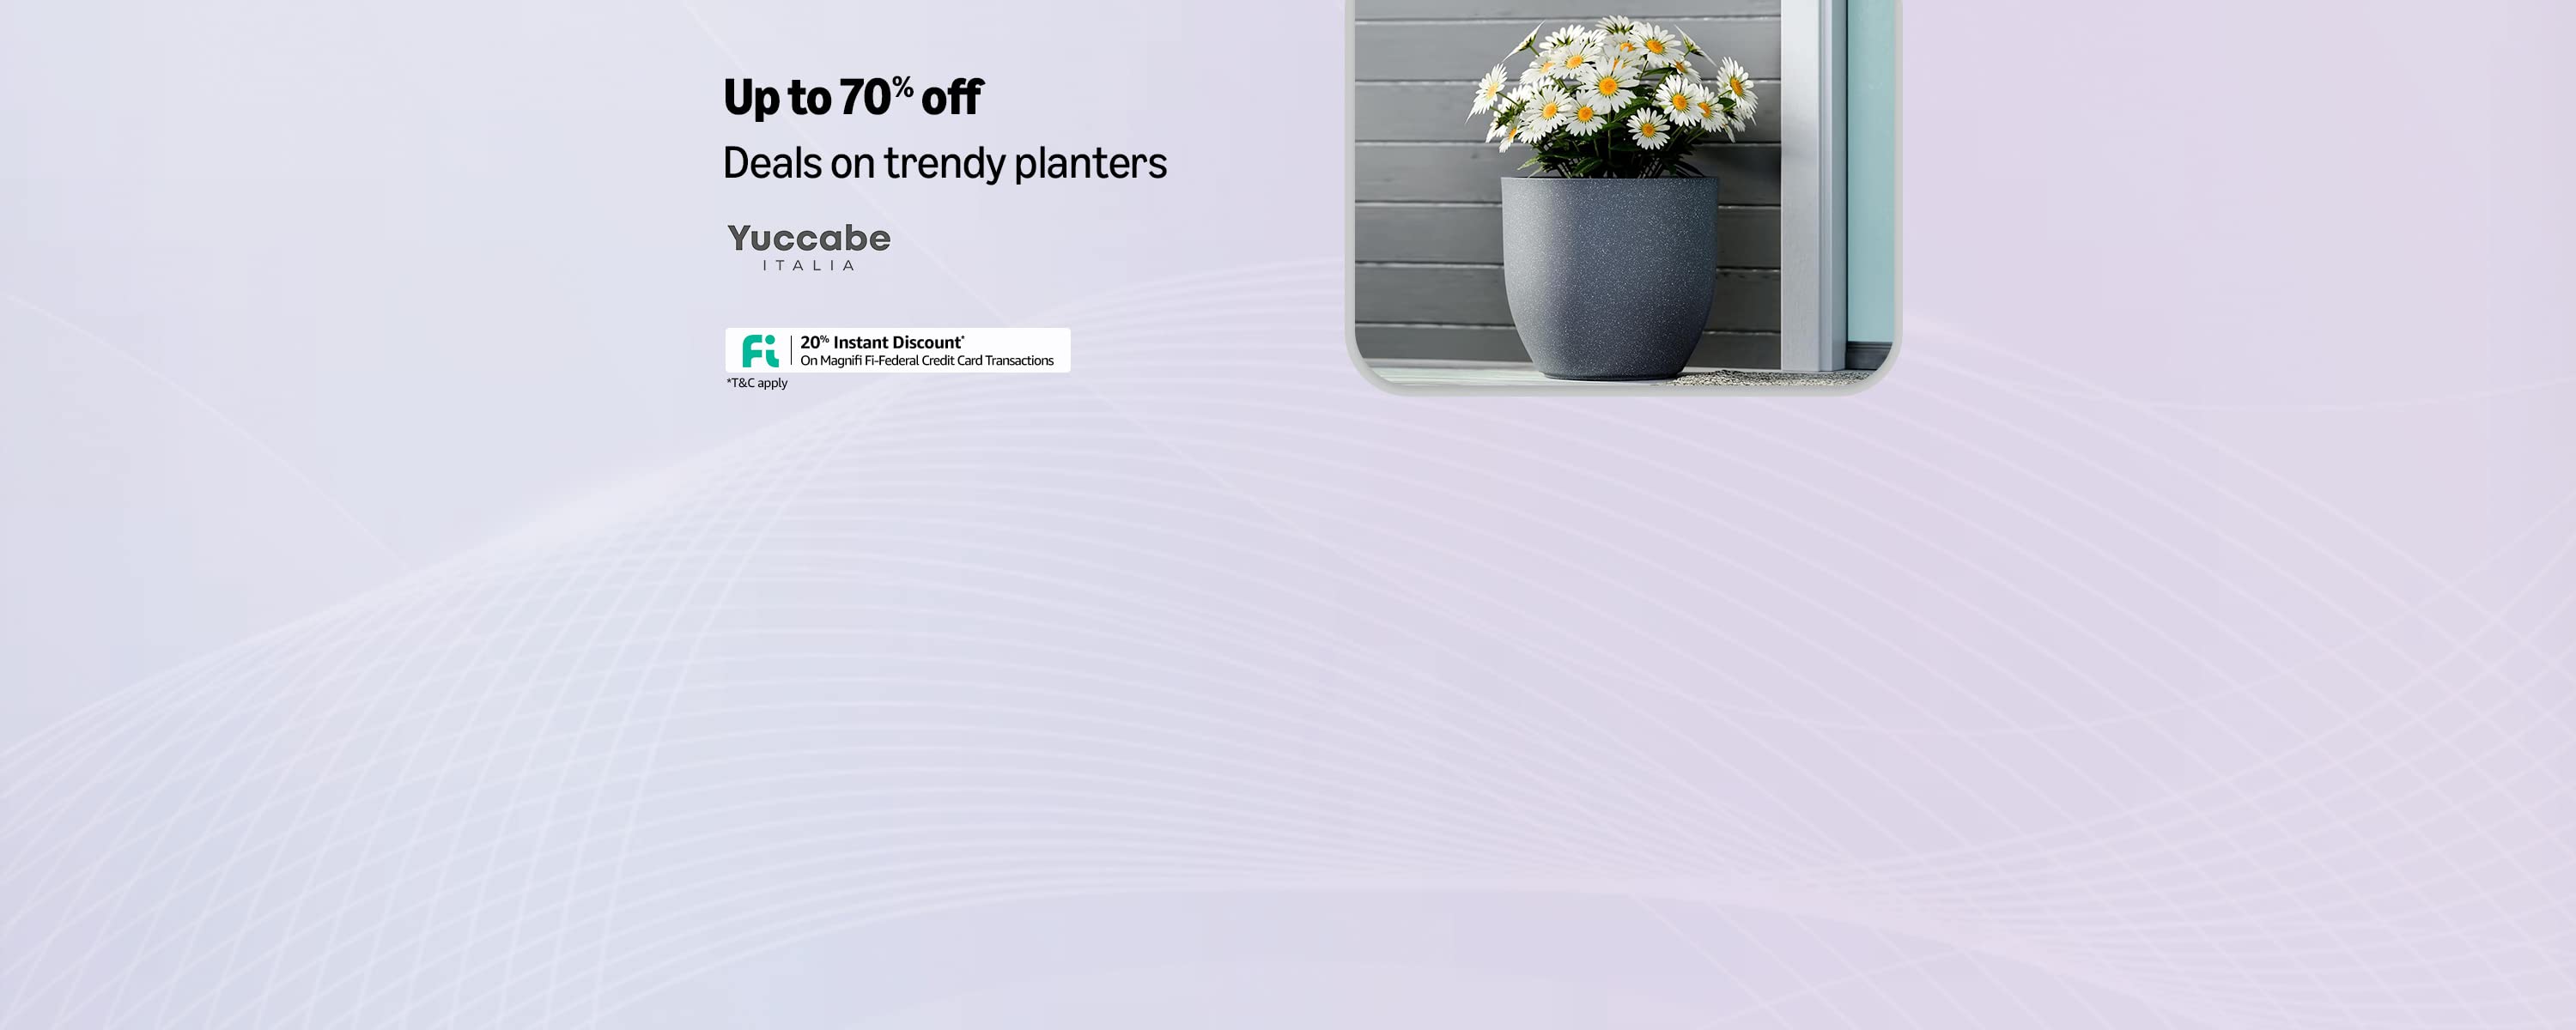 Up to 70% off
Deals on trendy planters
Yuccabe
ITALIA
Fi
20% Instant Discount*
On Magnifi Fi-Federal Credit Card Transactions
*T&C apply